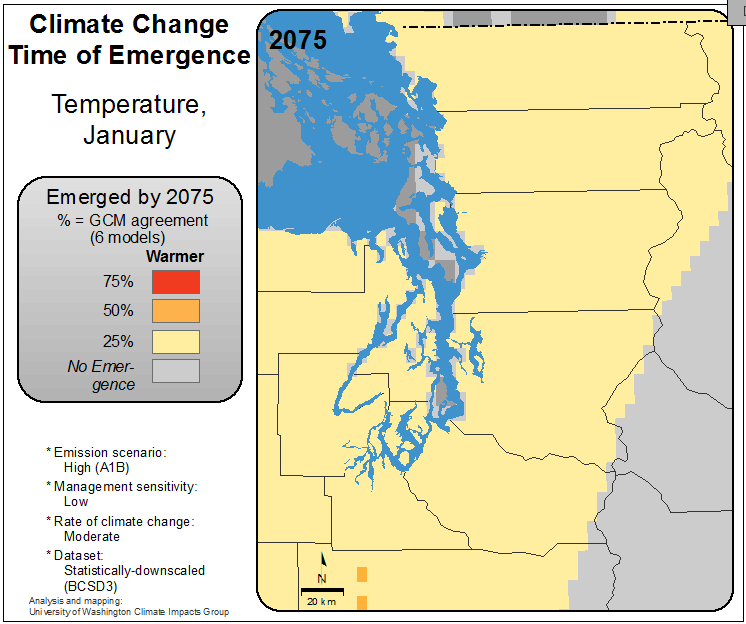 Climate Change
Time of Emergence
Temperature,
January
Emerged by 2075
% = GCM agreement
(6 models)
Warmer
75%
50%
25%
No Emer-
gence
* Emission scenario:
High (A1B)
* Management sensitivity:
Low
* Rate of climate change:
Moderate
* Dataset:
Statistically-downscaled
(BCSD3)
Analysis and mapping:
University of Washington Climate Impacts Group
2075
N
20 km